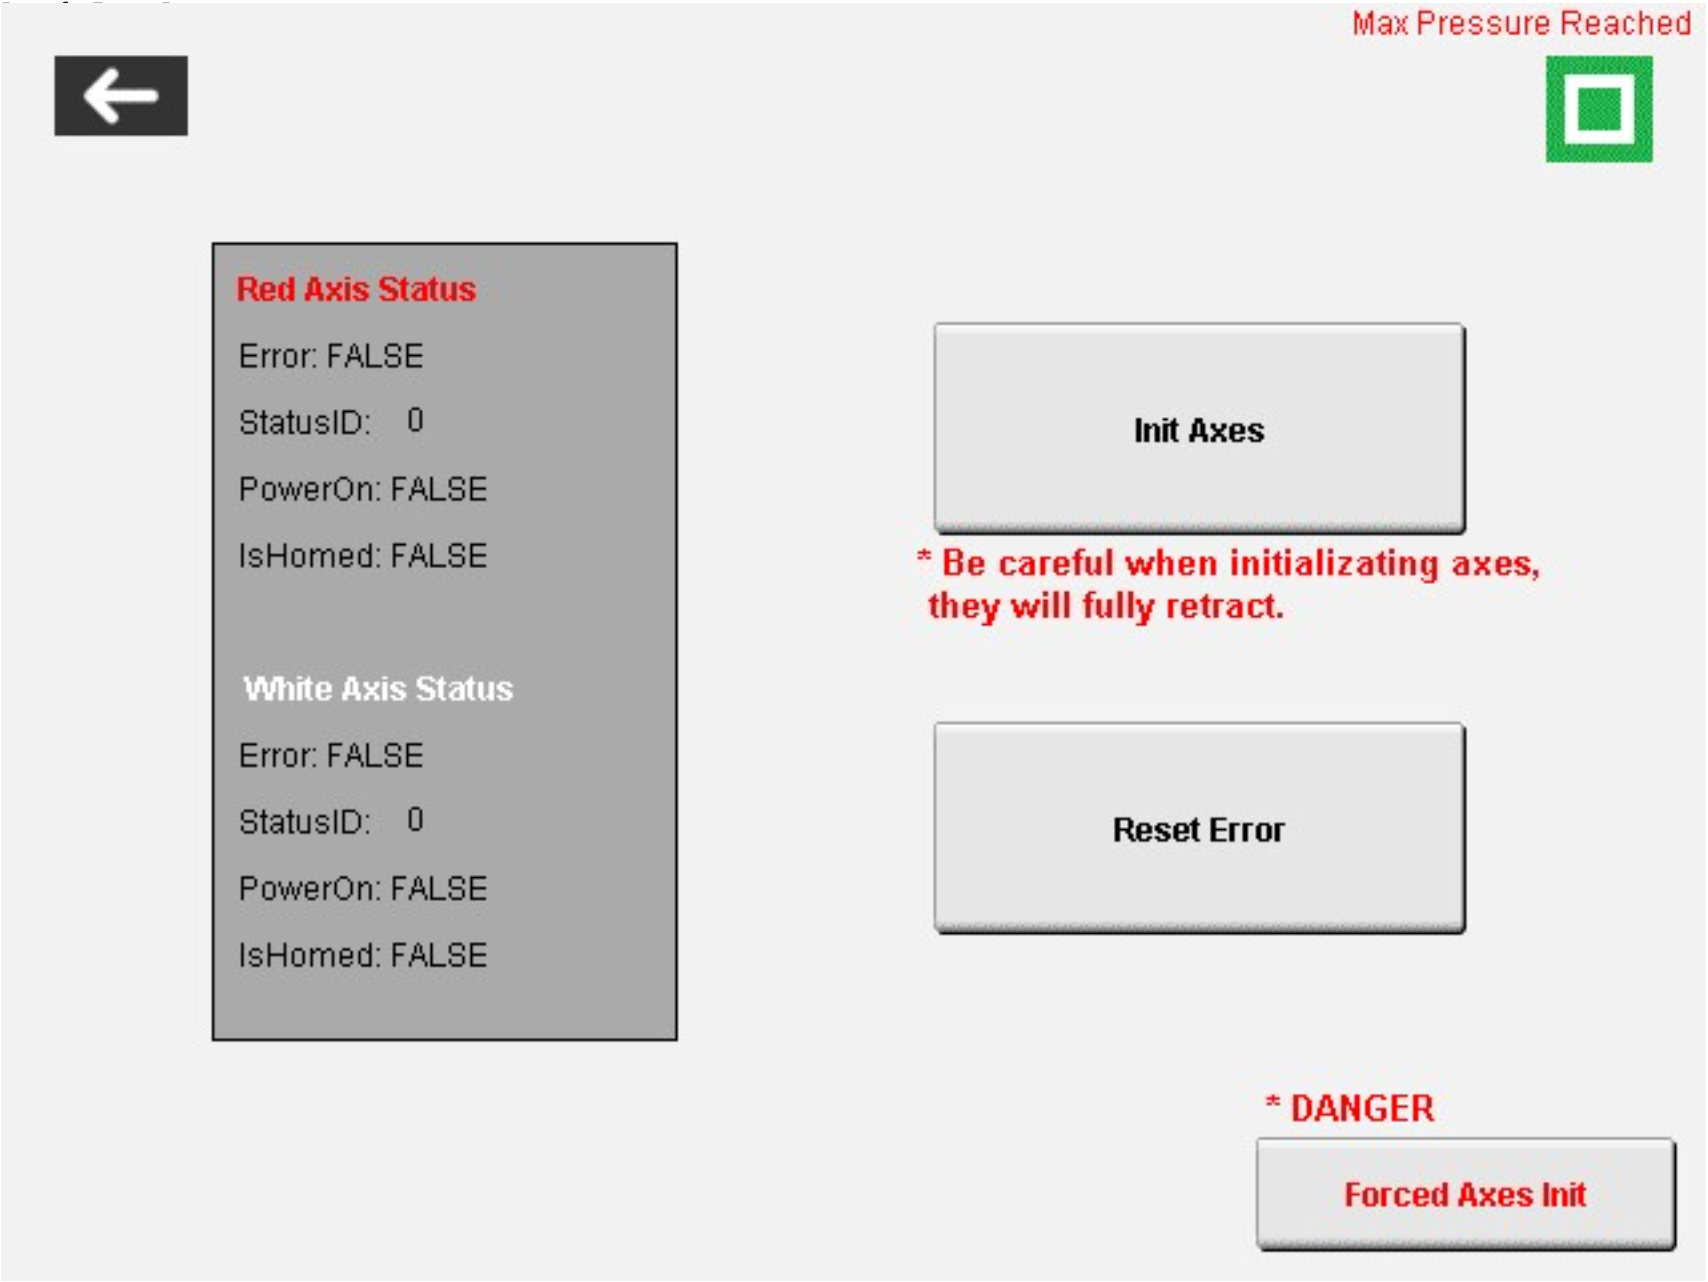 Max Pressure Reached
Red Axis Status
Error: FALSE
StatusID: 0
PowerOn: FALSE
IsHomed: FALSE
White Axis Status
Error: FALSE
StatusID: 0
PowerOn: FALSE
IsHomed: FALSE
Init Axes
* Be careful when initializating axes,
they will fully retract.
Reset Error
* DANGER
Forced Axes Init